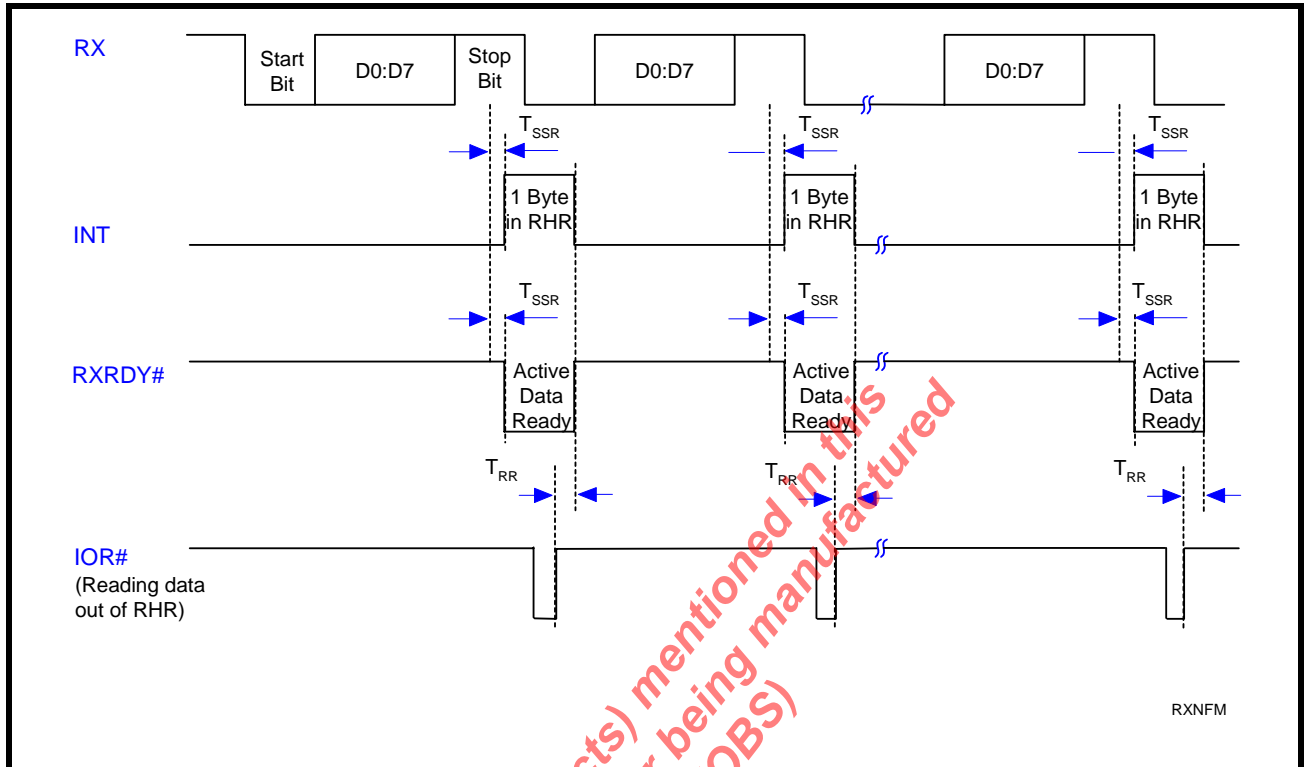 RX
Start
Bit
D0:D7
Stop
Bit
D0:D7
D0:D7
TSSR
TSSR
TSSR
INT
1 Byte
in RHR
1 Byte
in RHR
1 Byte
in RHR
TSSR
TSSR
TSSR
RXRDY#
Active
Data
Ready
Active
Data
Ready
Active
Data
Ready
TRR
TRR
TRR
IOR#
(Reading data
out of RHR)
mentioned in this
being manufactured
OBS)
RXNFM